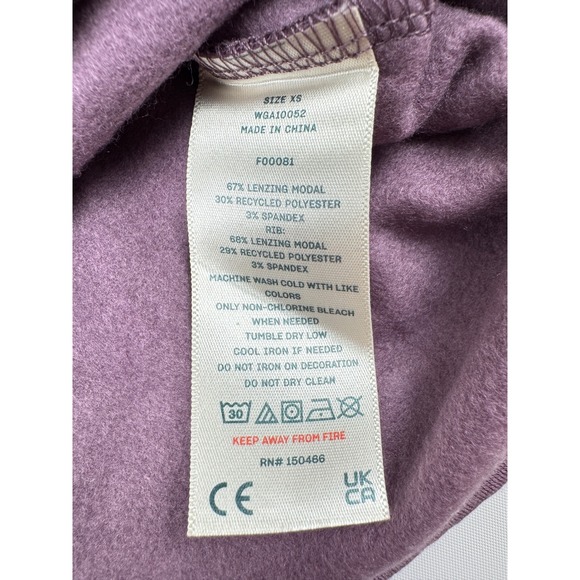 SIZE XS
WGA10052
MADE IN CHINA
F00081
67% LENZING MODAL
30% RECYCLED POLYESTER
3% SPANDEX
RIB:
68% LENZING MODAL
29% RECYCLED POLYESTER
3% SPANDEX
MACHINE WASH COLD WITH LIKE
COLORS
ONLY NON-CHLORINE BLEACH
WHEN NEEDED
TUMBLE DRY LOW
COOL IRON IF NEEDED
DO NOT IRON ON DECORATION
DO NOT DRY CLEAN
30
KEEP AWAY FROM FIRE
RN# 150466
CE
UK
CA